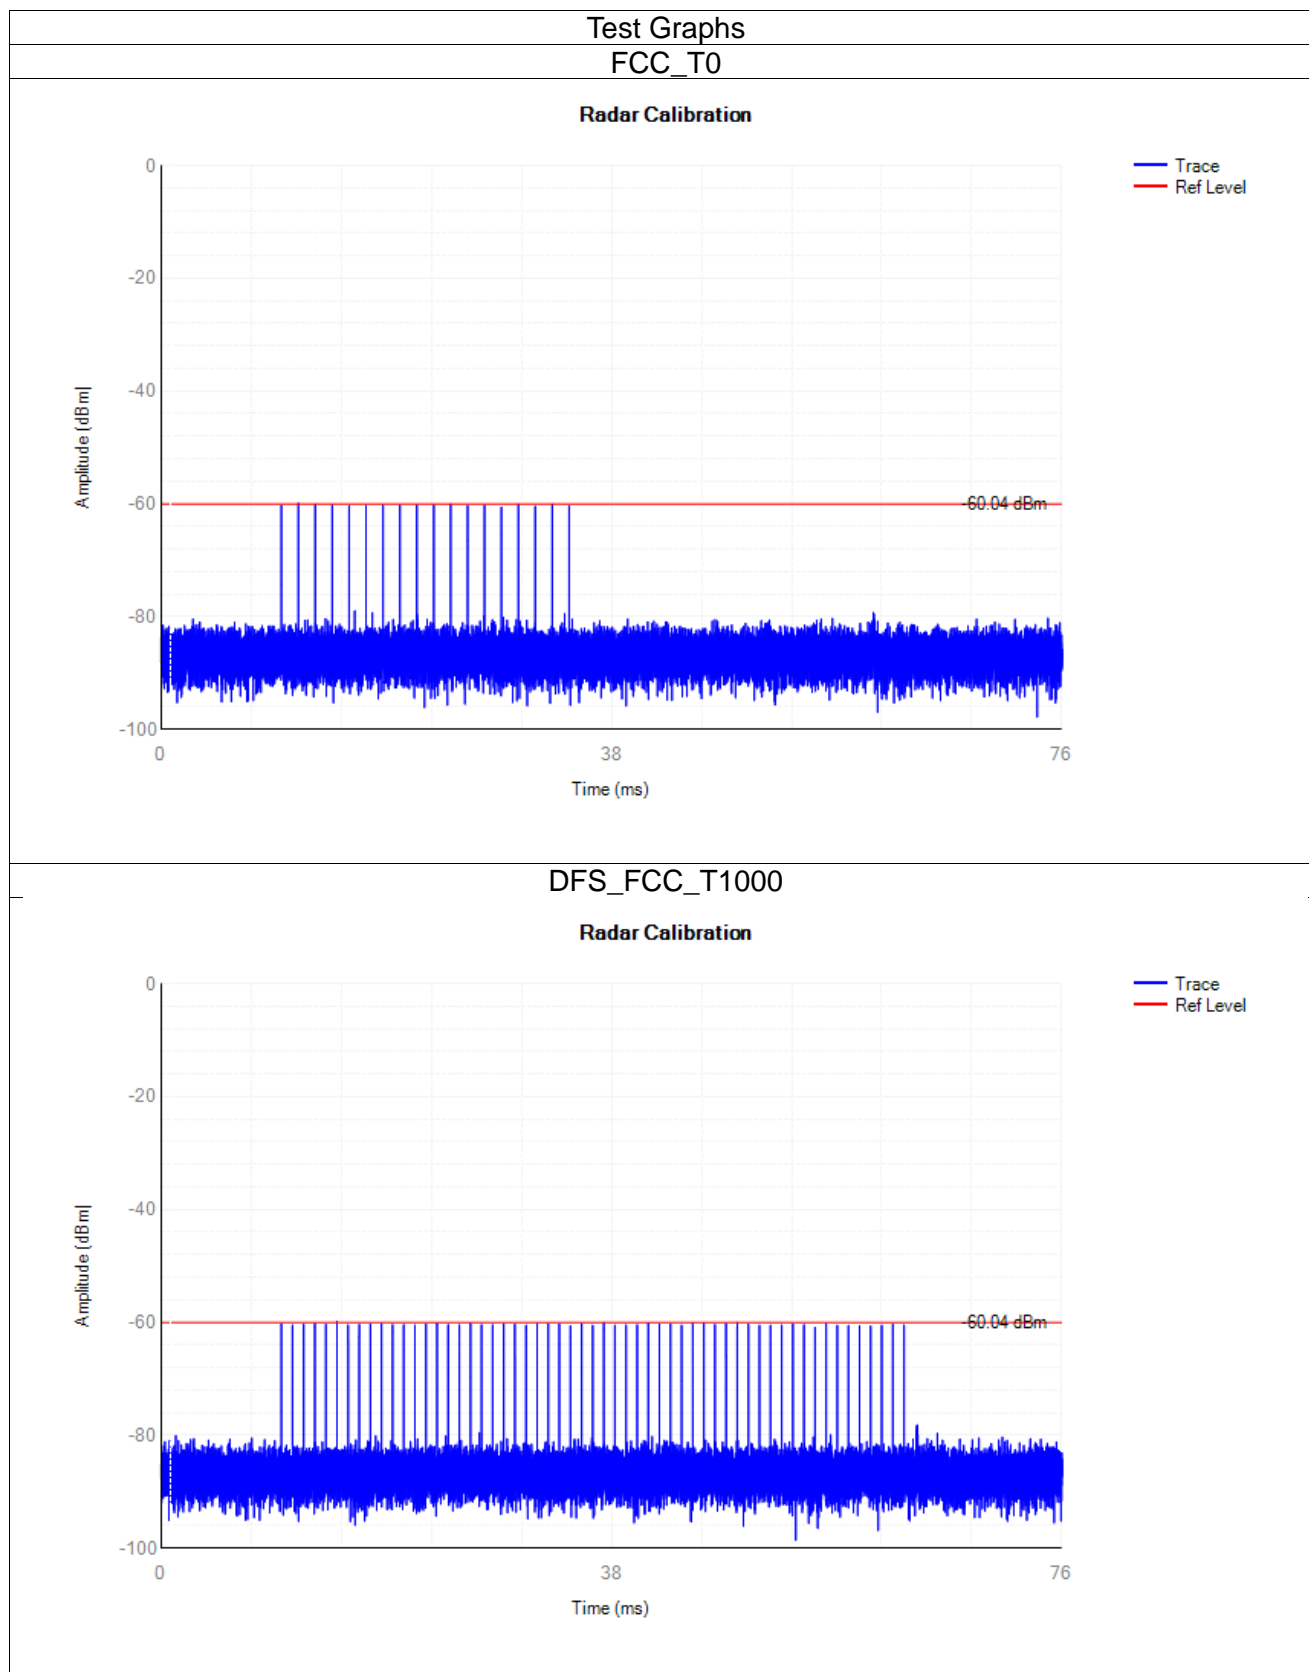 Test Graphs
FCC_T0
Radar Calibration
Trace
Ref Level
0
-20
-40
-60
-80
-100
Amplitude [dBm]
-60.04 dBm
0 38 76
Time (ms)
DFS_FCC_T1000
Radar Calibration
Trace
Ref Level
0
-20
-40
-60
-80
-100
Amplitude [dBm]
-60.04 dBm
0 38 76
Time (ms)